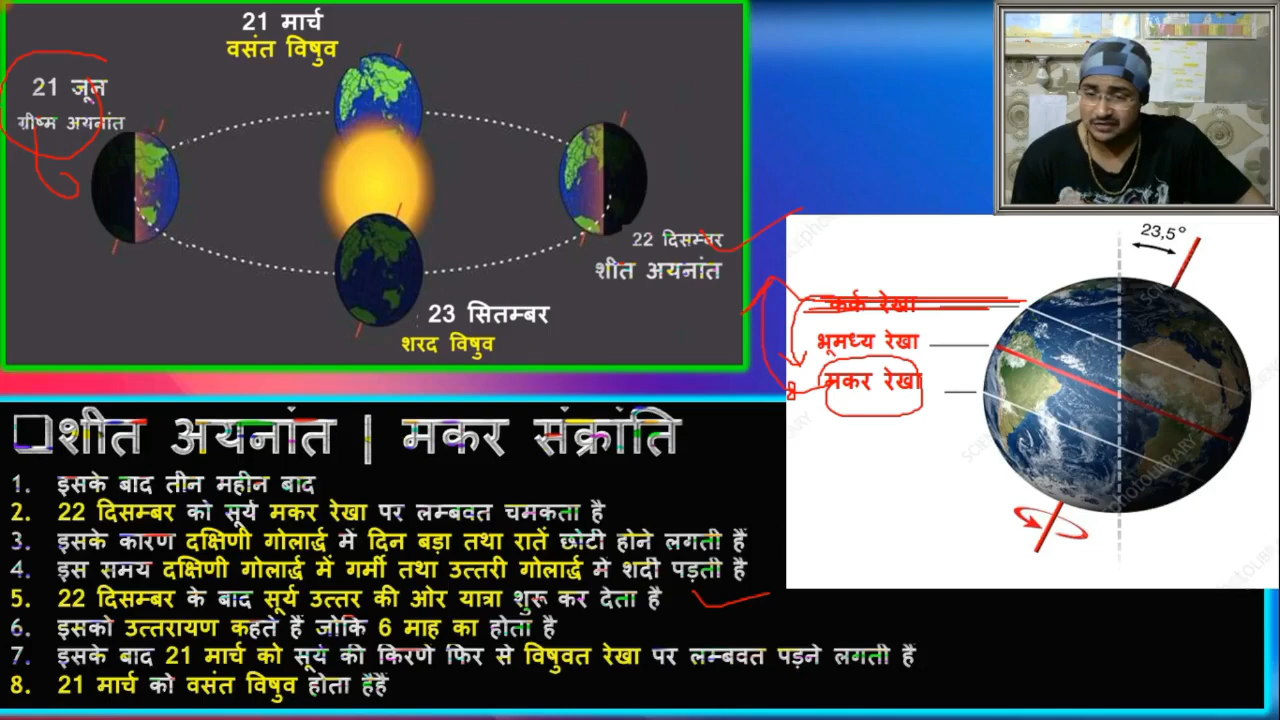 21 मार्च
वसंत विषुव
21 जून
ग्रीष्म अयनांत
22 दिसम्बर
शीत अयनांत
23 सितम्बर
शरद विषुव
23,5°
कर्क रेखा
भूमध्य रेखा
मकर रेखा
❑शीत अयनांत | मकर संक्रांति
1. इसके बाद तीन महीन बाद
2. 22 दिसम्बर को सूर्य मकर रेखा पर लम्बवत चमकता है
3. इसके कारण दक्षिणी गोलार्द्ध में दिन बड़ा तथा रातें छोटी होने लगती हैं
4. इस समय दक्षिणी गोलार्द्ध में गर्मी तथा उत्तरी गोलार्द्ध में शर्दी पड़ती है
5. 22 दिसम्बर के बाद सूर्य उत्तर की ओर यात्रा शुरू कर देता है
6. इसको उत्तरायण कहते हैं जोकि 6 माह का होता है
7. इसके बाद 21 मार्च को सूर्य की किरणें फिर से विषुवत रेखा पर लम्बवत पड़ने लगती हैं
8. 21 मार्च को वसंत विषुव होता हैहैं